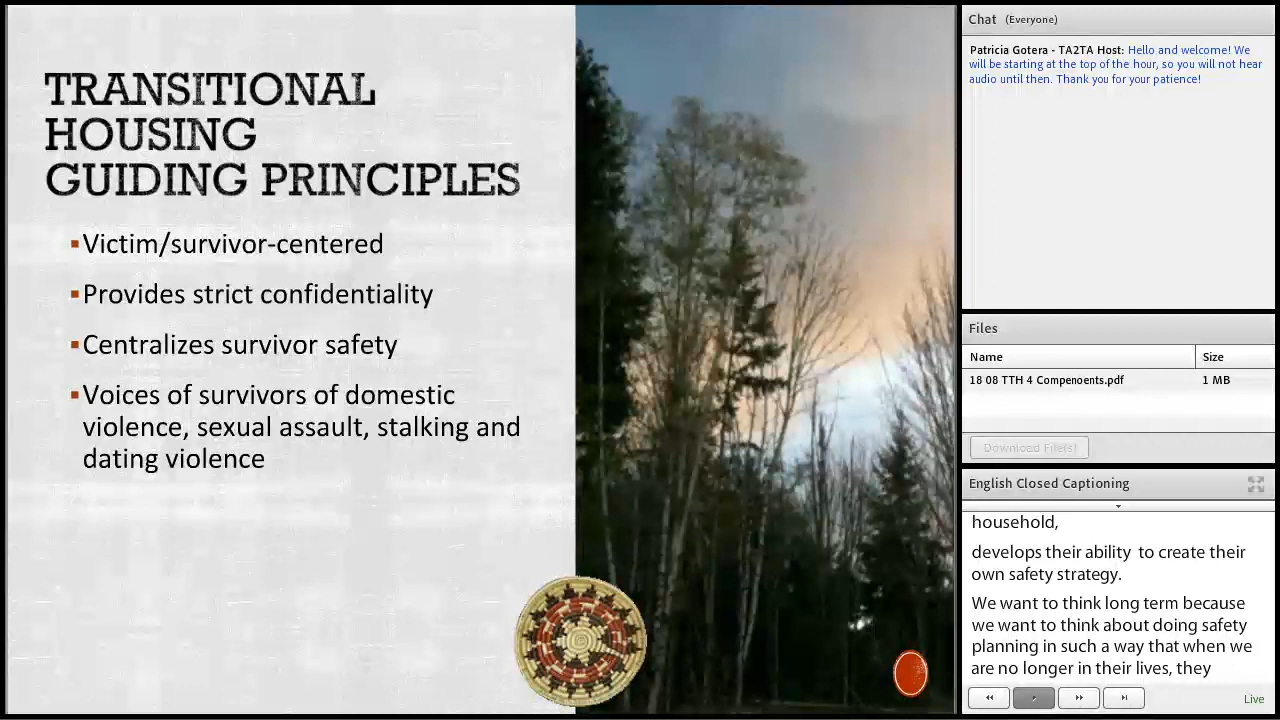 TRANSITIONAL
HOUSING
GUIDING PRINCIPLES
▪Victim/survivor-centered
▪Provides strict confidentiality
▪Centralizes survivor safety
▪Voices of survivors of domestic
violence, sexual assault, stalking and
dating violence
Chat (Everyone)
Patricia Gotera - TA2TA Host: Hello and welcome! We
will be starting at the top of the hour, so you will not hear
audio until then. Thank you for your patience!
Files
Name Size
18 08 TTH 4 Compenoents.pdf 1 MB
Download File(s)
English Closed Captioning
household,
develops their ability to create their
own safety strategy.
We want to think long term because
we want to think about doing safety
planning in such a way that when we
are no longer in their lives, they
Live